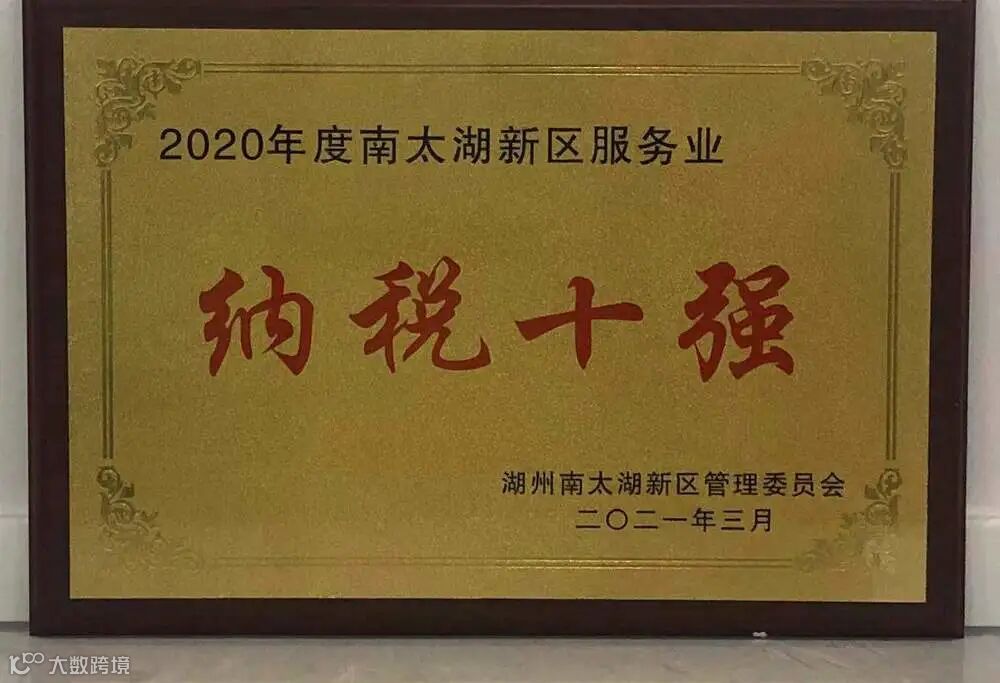 2020年度南太湖新区服务业
纳税十强
湖州南太湖新区管理委员会
二〇二一年三月
大数跨境